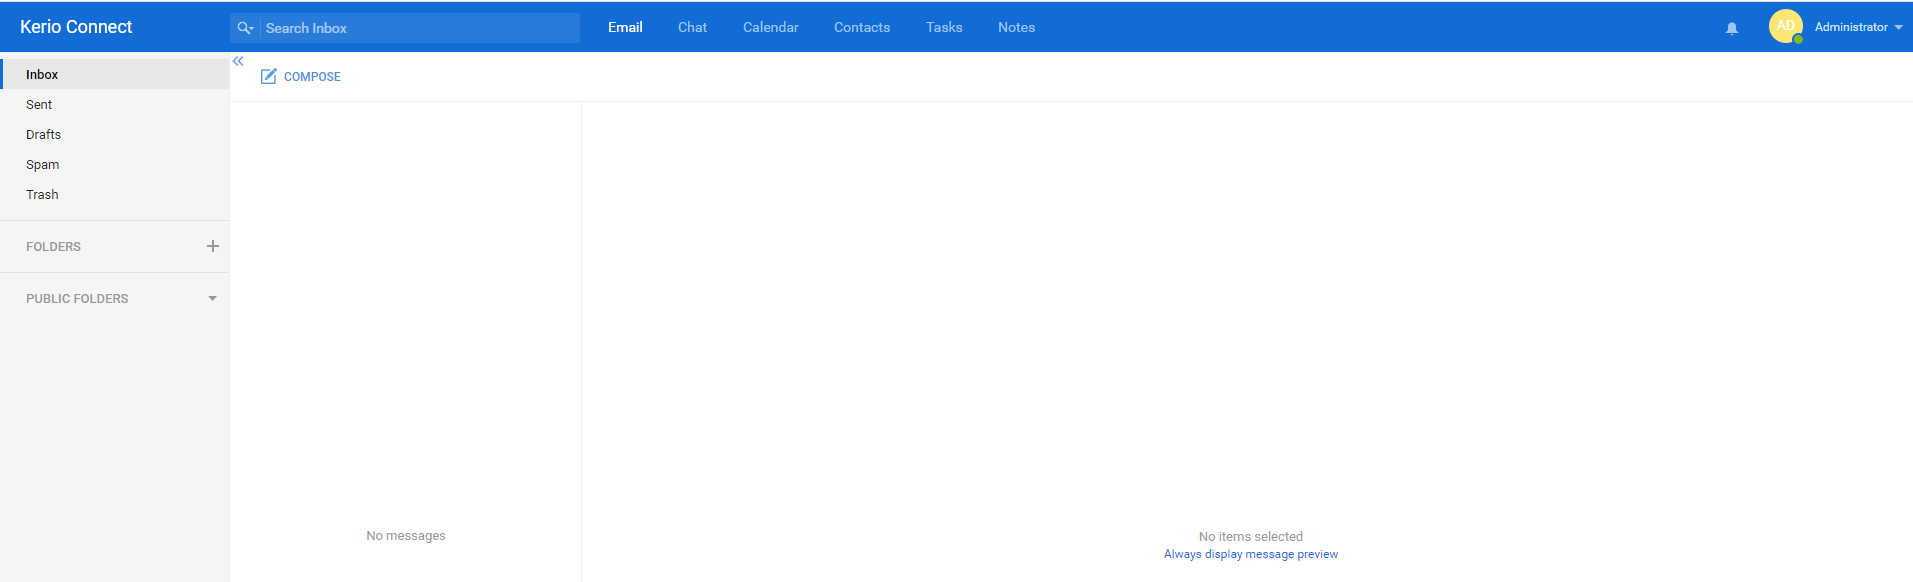 Kerio Connect
Search Inbox
Email
Chat
Calendar
Contacts
Tasks
Notes
AD
Administrator
Inbox
COMPOSE
Sent
Drafts
Spam
Trash
FOLDERS
PUBLIC FOLDERS
No messages
No items selected
Always display message preview